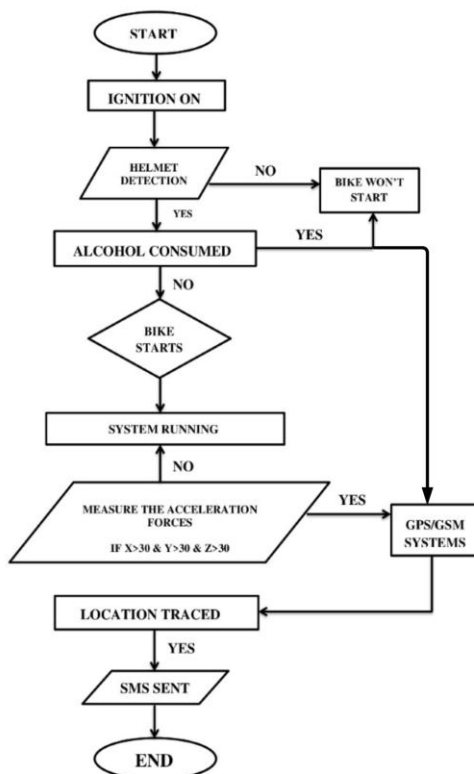 START
IGNITION ON
HELMET
DETECTION
NO
BIKE WON'T
START
YES
ALCOHOL CONSUMED
YES
NO
BIKE
STARTS
SYSTEM RUNNING
NO
MEASURE THE ACCELERATION
FORCES
IF X>30 & Y>30 & Z>30
YES
GPS/GSM
SYSTEMS
LOCATION TRACED
YES
SMS SENT
END